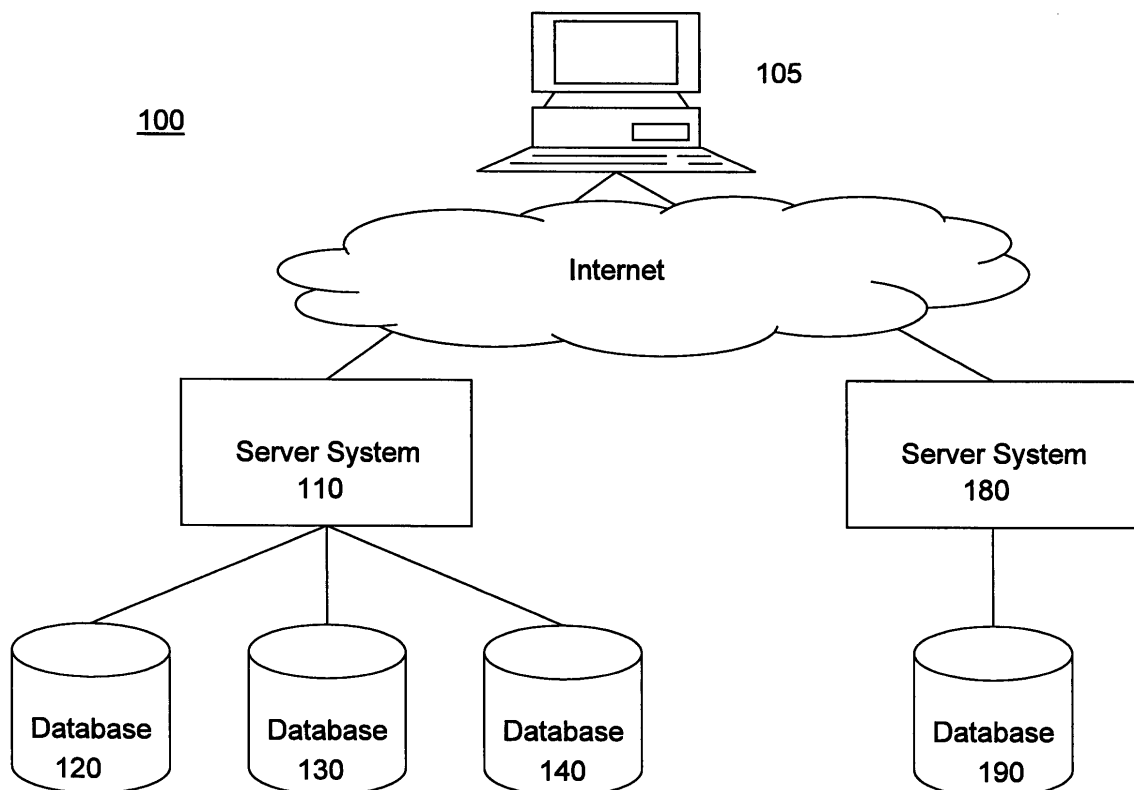 105
100
Internet
Server System
110
Server System
180
Database
120
Database
130
Database
140
Database
190